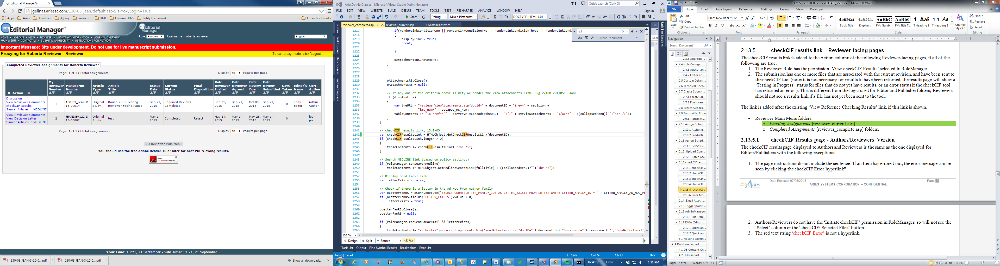 Editorial Manager®
jgelinas.ariessc.com/130-03_jean/default.aspx?isProxyLogin=True
Apps Aries Knockout jQuery Javascript XML Dynamic DNS Entity Framework Other bookmarks
em Editorial Manager™
em Editorial Manager™
HOME • LOG OUT • HELP • REGISTER • UPDATE MY INFORMATION • JOURNAL OVERVIEW
MAIN MENU • CONTACT US • SUBMIT A MANUSCRIPT • INSTRUCTIONS FOR AUTHORS
Role: Reviewer Username: robertareviewer English
Important Message: Site under development. Do not use for live manuscript submission.
Proxying for Roberta Reviewer - Reviewer To exit proxy mode, click 'Logout'.
Completed Reviewer Assignments for Roberta Reviewer
Page: 1 of 1 (2 total assignments) Display 10 results per page.
Action
My Reviewer Number
Manuscript Number
Article Type
Article Title
Status Date
Current Status
Final Disposition
Date Reviewer Invited
Date Reviewer Agreed
Date Review Due
Date Review Submitted
Days Taken
Editor's Name
Corr. Author
Discussion
View Reviewer Comments
checkCIF Results
Similar Articles in MEDLINE
1
130-03_Jean-D-15-00014
Original Study
Round 2 CIF Testing - Reviewer Facing Pages
Sep 21, 2015
Required Reviews Completed
Sep 21, 2015
Sep 21, 2015
Oct 05, 2015
Sep 21, 2015
0
Eddy Editor
Arthur Author
View Reviewer Comments
View Decision Letter
Similar Articles in MEDLINE
2
JEANDEV122-D-15-00002
Original Study
test
May 14, 2015
Completed
Reject
May 14, 2015
May 14, 2015
May 28, 2015
May 14, 2015
0
jean jean
Page: 1 of 1 (2 total assignments) Display 10 results per page.
<< Reviewer Main Menu
You should use the free Adobe Reader 10 or later for best PDF Viewing results.
Get ADOBE® READER®
Your Time: 13:21, 21 September • Site Time: 13:21, 21 September
130-03_JEAN-S-15-0....pdf 130-03_JEAN-S-15-0....pdf Show all downloads...
AriesDotNetClasses - Microsoft Visual Studio (Administrator) 3 Quick Launch (Ctrl+Q)
FILE EDIT VIEW WEBSITE BUILD DEBUG TEAM TOOLS TEST RESHARPER ANALYZE WINDOW HELP Sign in
Start Debug Mixed Platforms DOCTYPE: HTML 4.01
reviewer_complete.asp reviewer_current.asp EMDetails.aspx.cs
Toolbox Test Explorer Data Sources Find and Replace
Unit Test Sessions
cif
Aa Current Document
1217 if(renderLinkConditionOne || renderLinkConditionTwo || renderLinkConditionThree || renderLinkCond
1218 {
1219 displayLink = true;
1220 break;
1221
1222 }
1223
1224 oAttachmentsRS.MoveNext;
1225 }
1226
1227
1228
1229 oAttachmentsRS.Close();
1230 oAttachmentsRS = null;
1231
1232 // If any one of the criteria above is met, we render the View Attachments Link. Bug 22100 20110519 JonC
1233 if (displayLink)
1234 {
1235 var theURL = "reviewerViewAttachments.asp?docid=" + documentID + "&rev=" + revision +
1236 "&ms_num=" + escaped_ms_num;
1237 tableContents += "<a href=\"" + Server.HTMLEncode(theURL) + "\">" + strViewAttachments + "</a>\n" + ((collapsedMenu)?"":"<br />");
1238 }
1239 }
1240
1241 // checkCIF results link, 13.0-03
1242 var checkCIFResultsLink = HTMLObject.GetCheckCIFResultsLink(documentID);
1243 if (checkCIFResultsLink.length > 0)
1244 {
1245 tableContents += checkCIFResultsLink+ "<br />";
1246 }
1247
1248 // Search MEDLINE link (based on policy settings)
1249 if (roleManager.canSearchMedline)
1250 tableContents += HTMLObject.GetMedlineSearchLink(fullTitle) + ((collapsedMenu)?"":"<br />");
1251
1252 // Display Send Email link
1253 var letterExists = false;
1254
1255 // Check if there is a letter in the Ad Hoc From Author family
1256 var oLetterFamRS = oConn.Execute("SELECT COUNT(LETTER_FAMILY_ID) AS LETTER_EXISTS FROM LETTER WHERE LETTER_FAMILY_ID = " + LETTER_FAMILY_AD_HOC_F
1257 if (oLetterFamRS.fields("LETTER_EXISTS").value > 0)
1258 letterExists = true;
1259
1260 oLetterFamRS.Close();
1261 oLetterFamRS = null;
1262
1263 if (roleManager.canSendAdHocEmail && letterExists)
1264 {
1265 tableContents += "<a href=\"javascript:openCenterWin('sendAdHocEmail.asp?docID=" + documentID + "&revision=" + revision + "','SendAdHocEmail'
100 %
Design Split Source <% %>
Task List Output Find Symbol Results Breakpoints Error List
Item(s) Saved Ln 1242 Col 79 Ch 73 INS
Desktop Links 1:21 PM
EM Spec 13.0-03 checkCIF API_V5.docx - Microsoft Word
File Home Insert Page Layout References Mailings Review View Developer
Paste Cut Copy Format Painter
Times New Rom 12
Clipboard Font Paragraph Styles Editing
AaBbCcI Book Title AaBbCcI Emphasis AaBbC FM: Numb... AaBbC FM: Title T... 1 AaE ¶ Heading 1 1.1 Aa ¶ Heading 2
Change Styles
Find Replace Select
Navigation
Search Document
2.3.6 Add/Edit ...
2.4 RoleManager
2.4.1 Author an...
2.4.2 Editor an...
2.5 Custom Details...
2.6 Technical Chec...
2.7 Create Submis...
2.7.1 Create Su...
2.7.2 File Inven...
2.8 Search Submis...
2.9 Transmittal Form
2.9.1 Transmitt...
2.10 Assign Submi...
2.10.1 Assignm...
2.10.2 Producti...
2.11 Assign Sched...
2.11.1 Select C...
2.12 Upload Com...
2.12.1 Batch As...
2.13 checkCIF resu...
2.13.1 checkCIF...
2.13.2 checkCIF...
2.13.3 checkCIF...
2.13.4 checkCIF...
2.13.5 checkCI...
2.13.6 Error Me...
2.14 Email Attach...
2.15 Trigger point ...
2.16 AdminManager
2.16.1 File Tran...
2.17 EMIA (Editori...
2.17.1 Quick an...
2.17.2 Quick an...
3.1 Hosting Admin...
4 Database Impact
4.1 DB Content Ch...
4.2 UDB Impact
2.13.5 checkCIF results link – Reviewer facing pages
The checkCIF results link is added to the Action column of the following Reviewer-facing pages, if all of the
following are true:
1. The Reviewer Role has the permission ‘View checkCIF Results’ selected in RoleManager.
2. The submission has one or more files that are associated with the current revision, and have been sent to
the checkCIF tool (note: it is not necessary for results to have been returned; the results page will show a
‘Testing in Progress’ status for files that do not yet have results, or an error status if the checkCIF tool
has returned an error ). This is different from the logic used for Editor and Publisher folders; Reviewers
should not see a results link if a file has not yet been sent to the tool.
The link is added after the existing ‘View Reference Checking Results’ link, if this link is shown.
• Reviewer Main Menu folders:
o Pending Assignments [reviewer_current.asp]
o Completed Assignments [reviewer_complete.asp] folders.
2.13.5.1 checkCIF Results page - Authors/Reviewers Version
The checkCIF results page displayed to Authors and Reviewers is the same as the one displayed for
Editors/Publishers with the following exceptions:
1. The page instructions do not include the sentence “If an Item has errored out, the error message can be
seen by clicking the checkCIF Error hyperlink”.
Aries Date Revised: 07/06/2015 Page 62
ARIES SYSTEMS CORPORATION – CONFIDENTIAL
2. Authors/Reviewers do not have the ‘Initiate checkCIF’ permission in RoleManager, so will not see the
‘Select’ column or the ‘checkCIF: Selected Files’ button.
3. The red text string ‘checkCIF Error’ is not a hyperlink.
Page: 62 of 93 Words: 4/24,143 115%